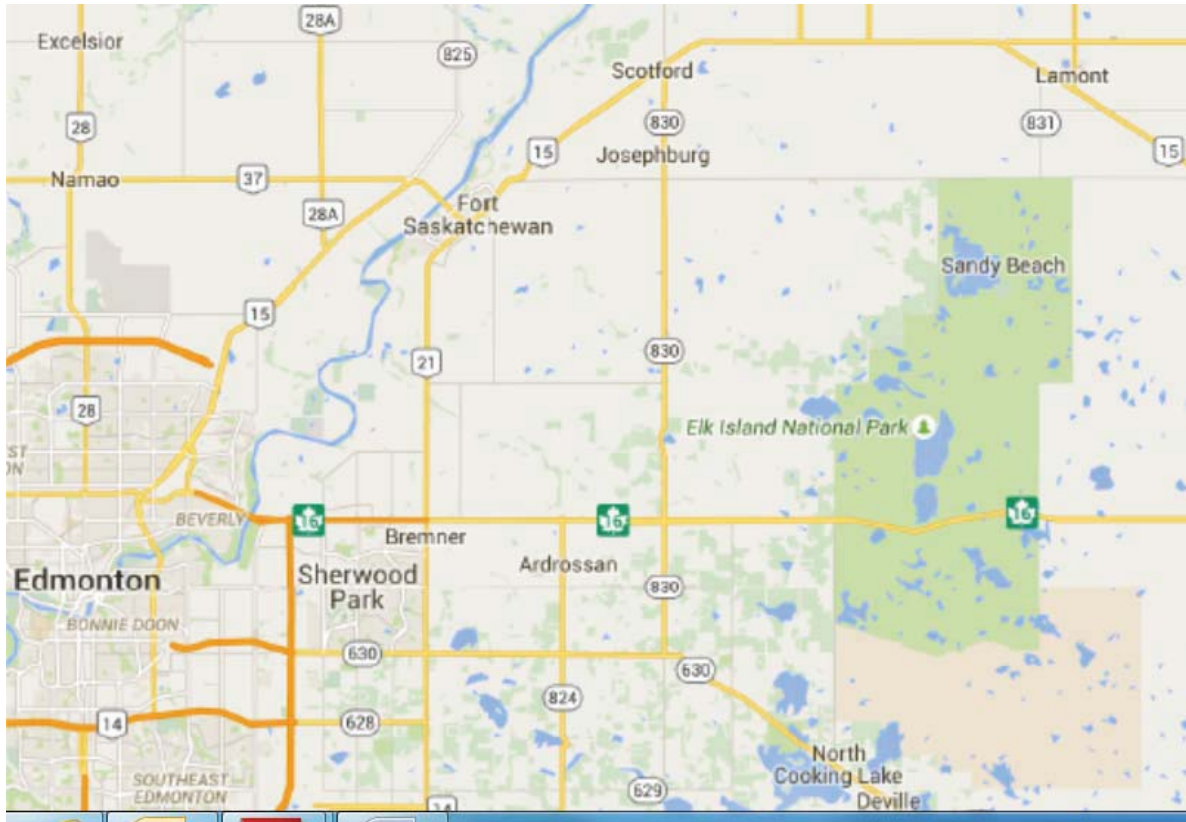 28A
Excelsior
825
Scotford
Lamont
28
830
831
15
Josephburg
15
Namao
37
28A
Fort
Saskatchewan
Sandy Beach
15
21
830
28
Elk Island National Park
BEVERLY
16
16
16
Bremner
Ardrossan
Edmonton
Sherwood
Park
830
BONNIE DOON
630
630
824
14
628
North
Cooking Lake
SOUTHEAST
EDMONTON
629
Deville
14